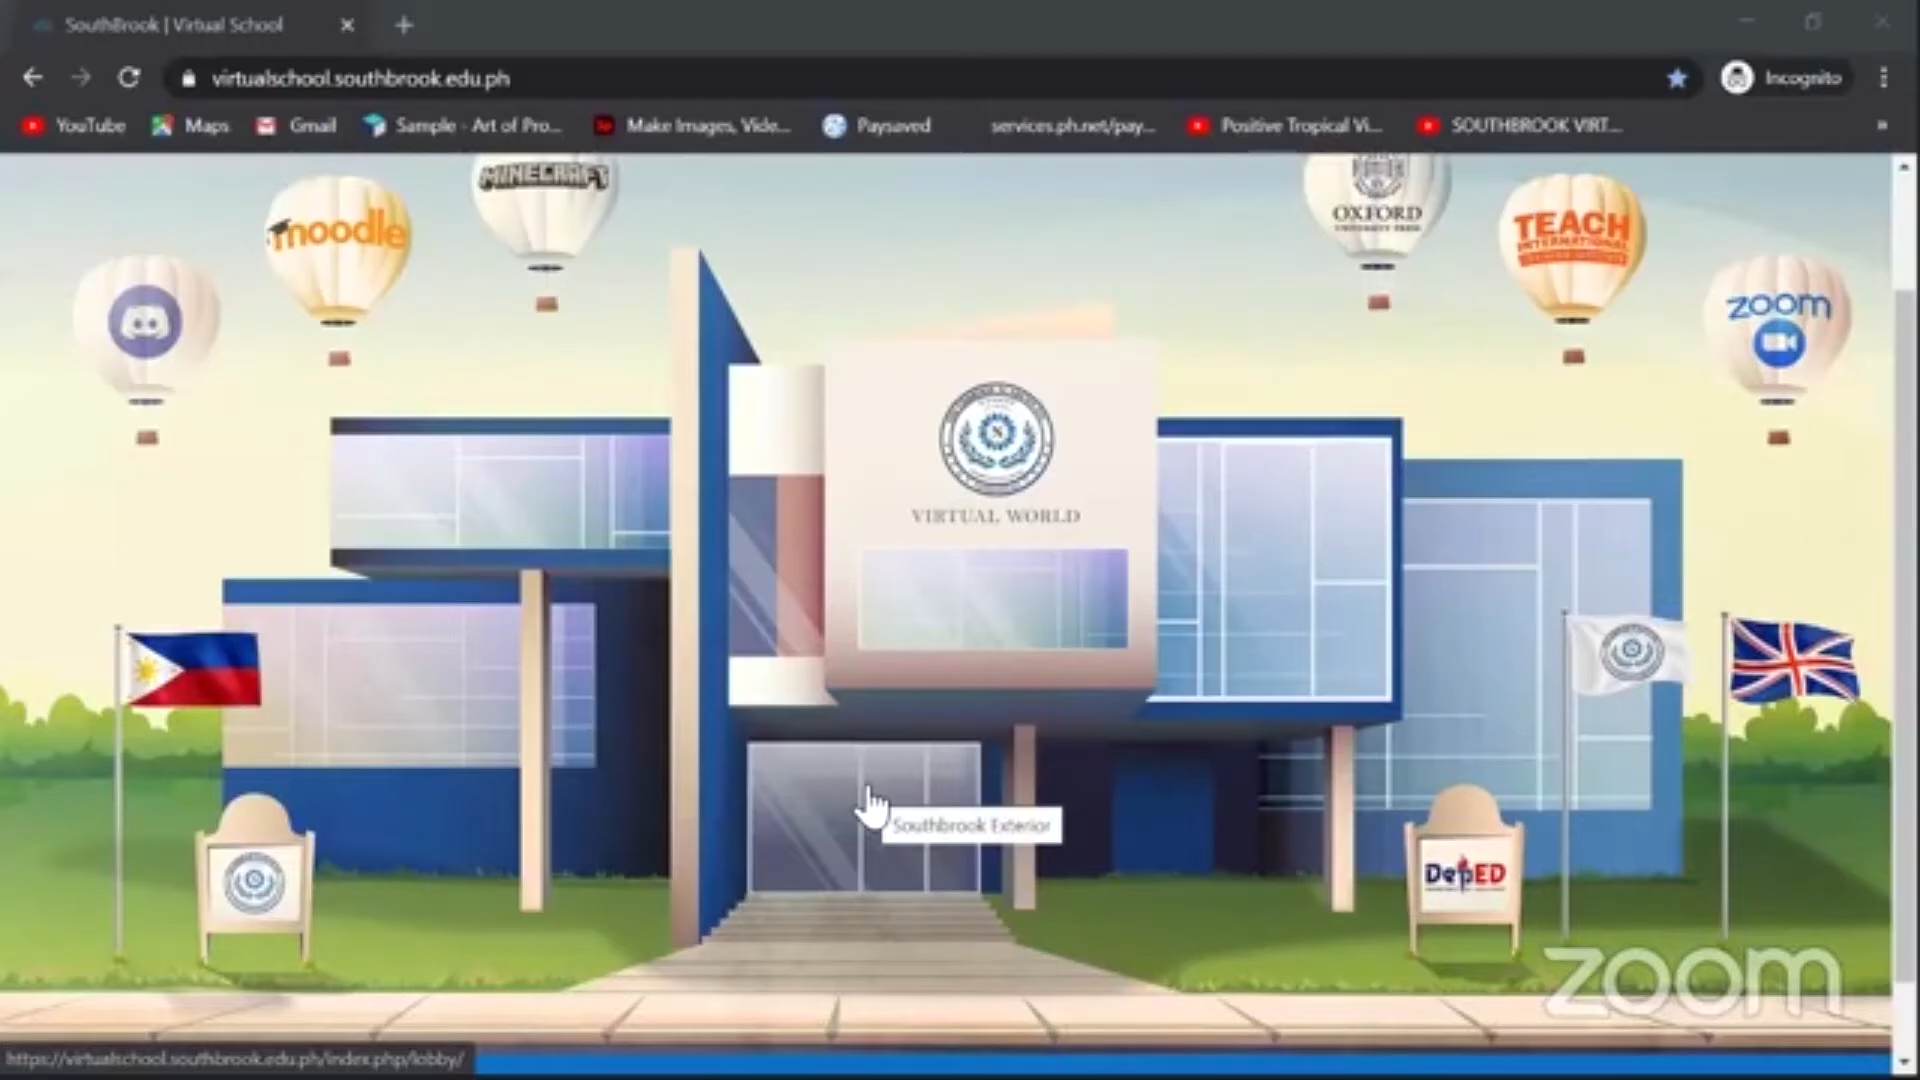 SouthBrook | Virtual School
virtualschool.southbrook.edu.ph
Incognito
YouTube
Maps
Gmail
Sample - Art of Pro...
Make Images, Vide...
Paysaved
services.ph.net/pay...
Positive Tropical Vi...
SOUTHBROOK VIRT...
»
MINECRAFT
moodle
OXFORD
UNIVERSITY PRESS
TEACH
INTERNATIONAL
zoom
VIRTUAL WORLD
Southbrook Exterior
DepED
zoom
https://virtualschool.southbrook.edu.ph/index.php/lobby/